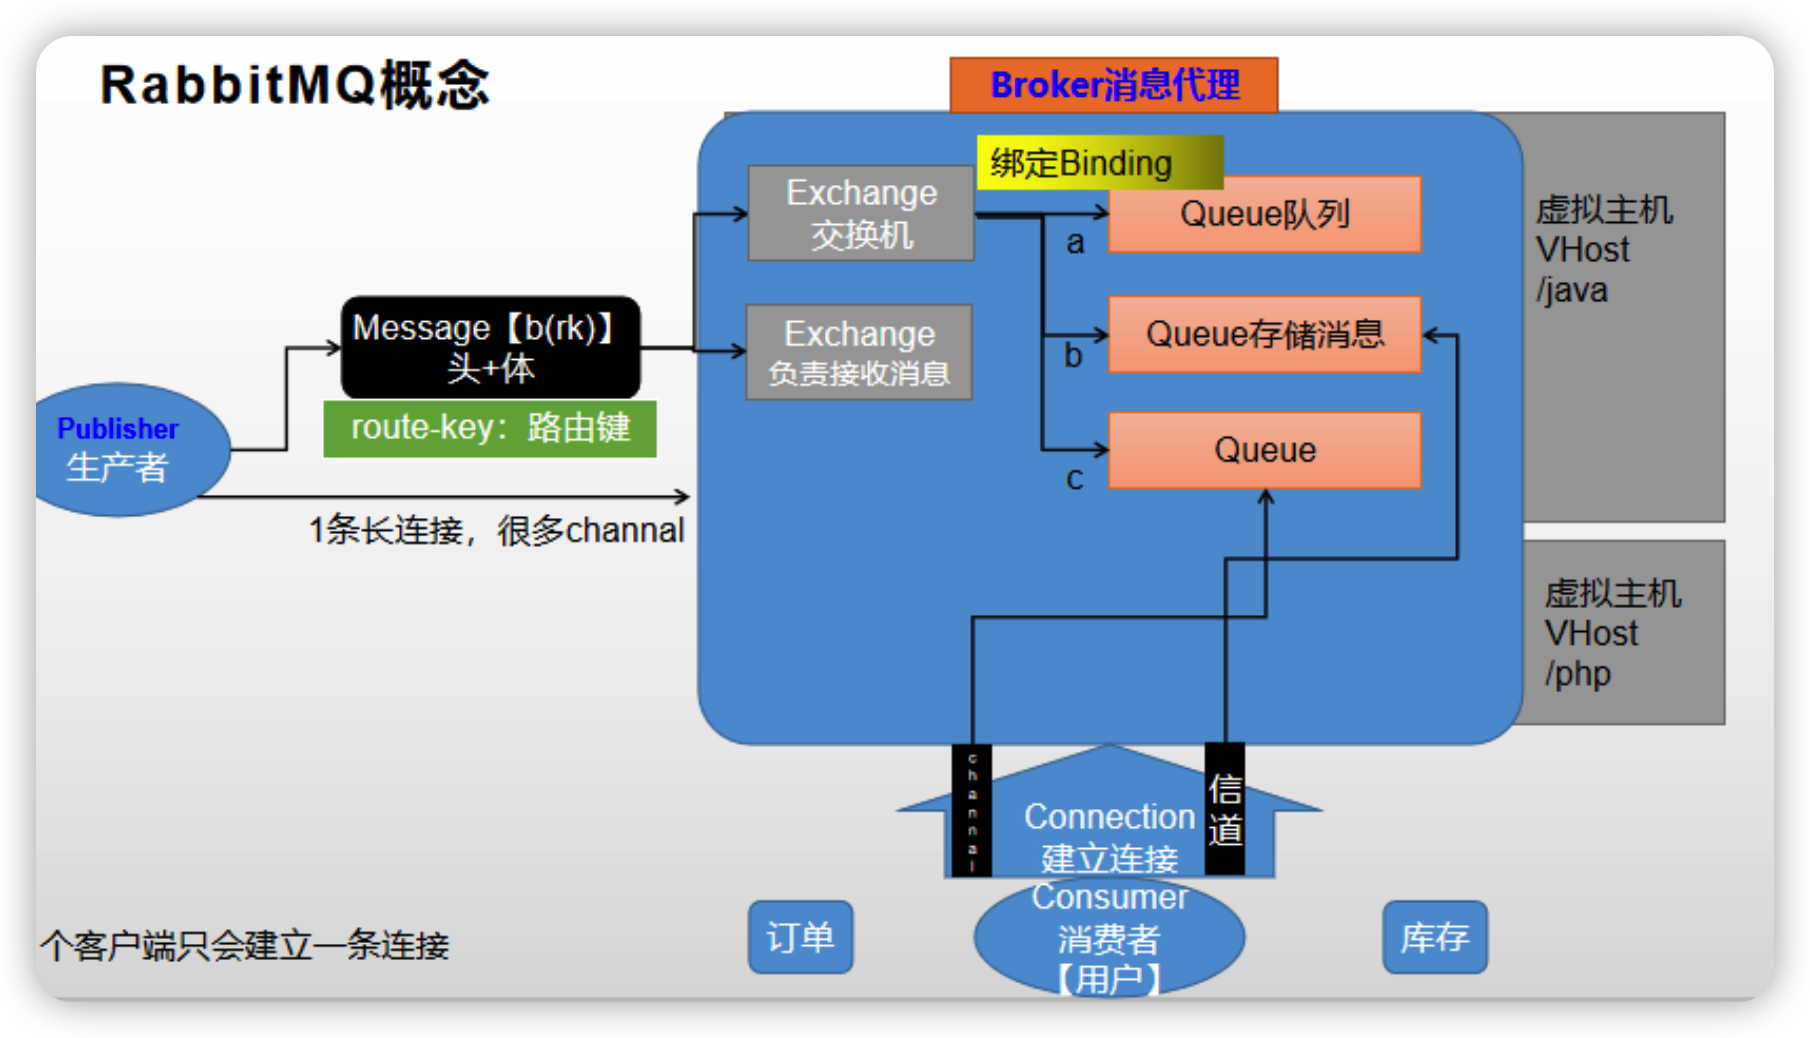 RabbitMQ概念
Broker消息代理
绑定Binding
Exchange
交换机
Queue队列
a
虚拟主机
VHost
/java
Message【b(rk)】
头+体
Exchange
负责接收消息
Queue存储消息
b
route-key：路由键
Publisher
生产者
Queue
c
1条长连接，很多channal
虚拟主机
VHost
/php
channal
信道
Connection
建立连接
Consumer
消费者
【用户】
订单
库存
个客户端只会建立一条连接